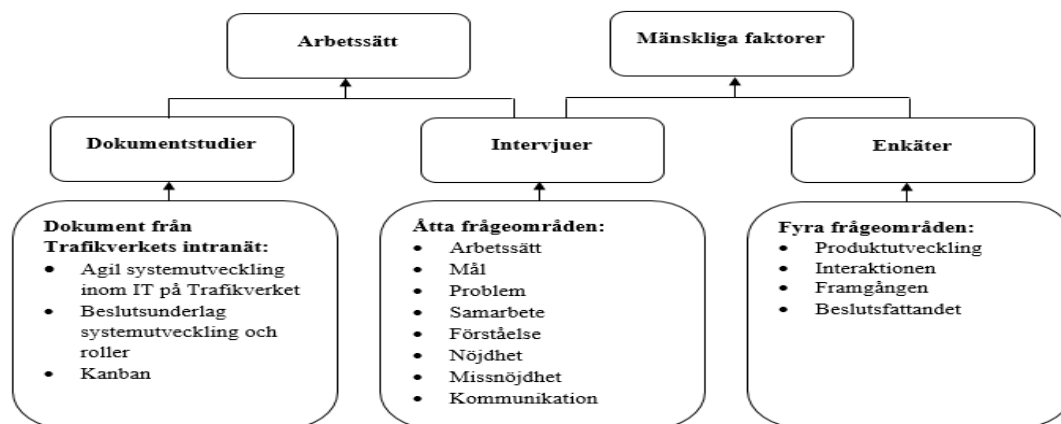 Arbetssätt
Mänskliga faktorer
Dokumentstudier
Intervjuer
Enkäter
Dokument från
Trafikverkets intranät:
• Agil systemutveckling
inom IT på Trafikverket
• Beslutsunderlag
systemutveckling och
roller
• Kanban
Åtta frågeområden:
• Arbetssätt
• Mål
• Problem
• Samarbete
• Förståelse
• Nöjdhet
• Missnöjdhet
• Kommunikation
Fyra frågeområden:
• Produktutveckling
• Interaktionen
• Framgången
• Beslutsfattandet